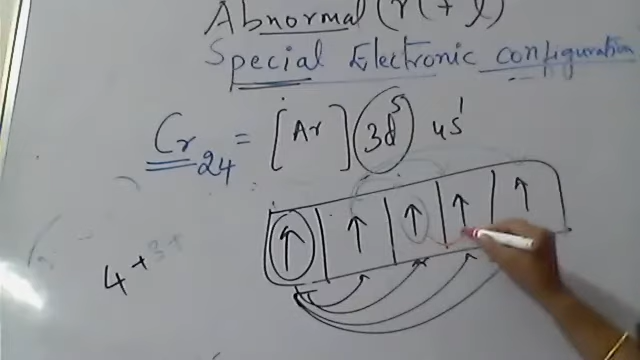 Abnormal (n + l)
Special Electronic configuration
Cr24 = [Ar] 3d5 4s1
↑ ↑ ↑ ↑ ↑
4 + 3 +